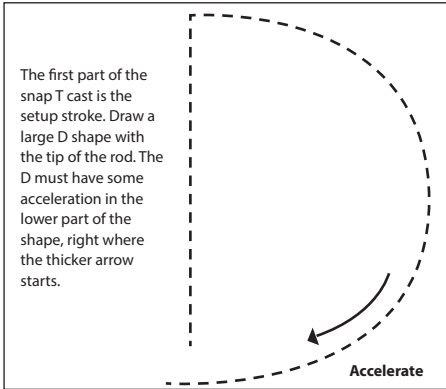 The first part of the
snap T cast is the
setup stroke. Draw a
large D shape with
the tip of the rod. The
D must have some
acceleration in the
lower part of the
shape, right where
the thicker arrow
starts.
Accelerate